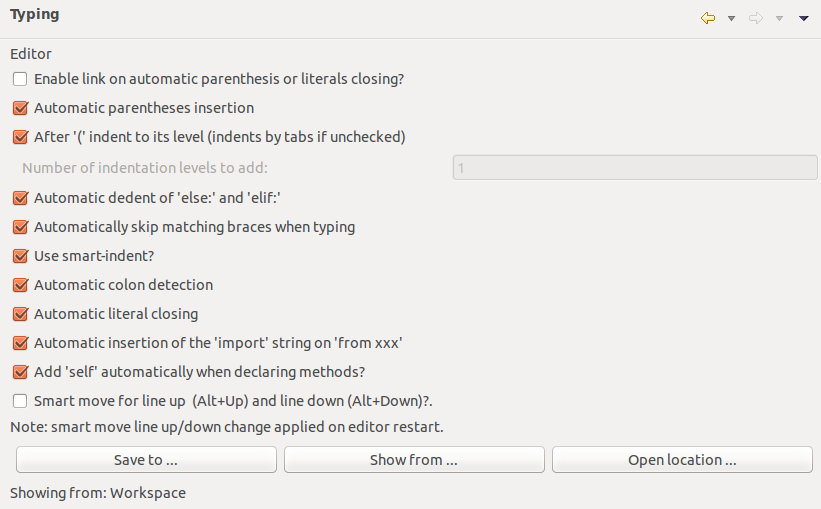 Typing
Editor
Enable link on automatic parenthesis or literals closing?
Automatic parentheses insertion
After '(' indent to its level (indents by tabs if unchecked)
Number of indentation levels to add: 1
Automatic dedent of 'else:' and 'elif:'
Automatically skip matching braces when typing
Use smart-indent?
Automatic colon detection
Automatic literal closing
Automatic insertion of the 'import' string on 'from xxx'
Add 'self' automatically when declaring methods?
Smart move for line up  (Alt+Up) and line down (Alt+Down)?.
Note: smart move line up/down change applied on editor restart.
Save to ... Show from ... Open location ...
Showing from: Workspace